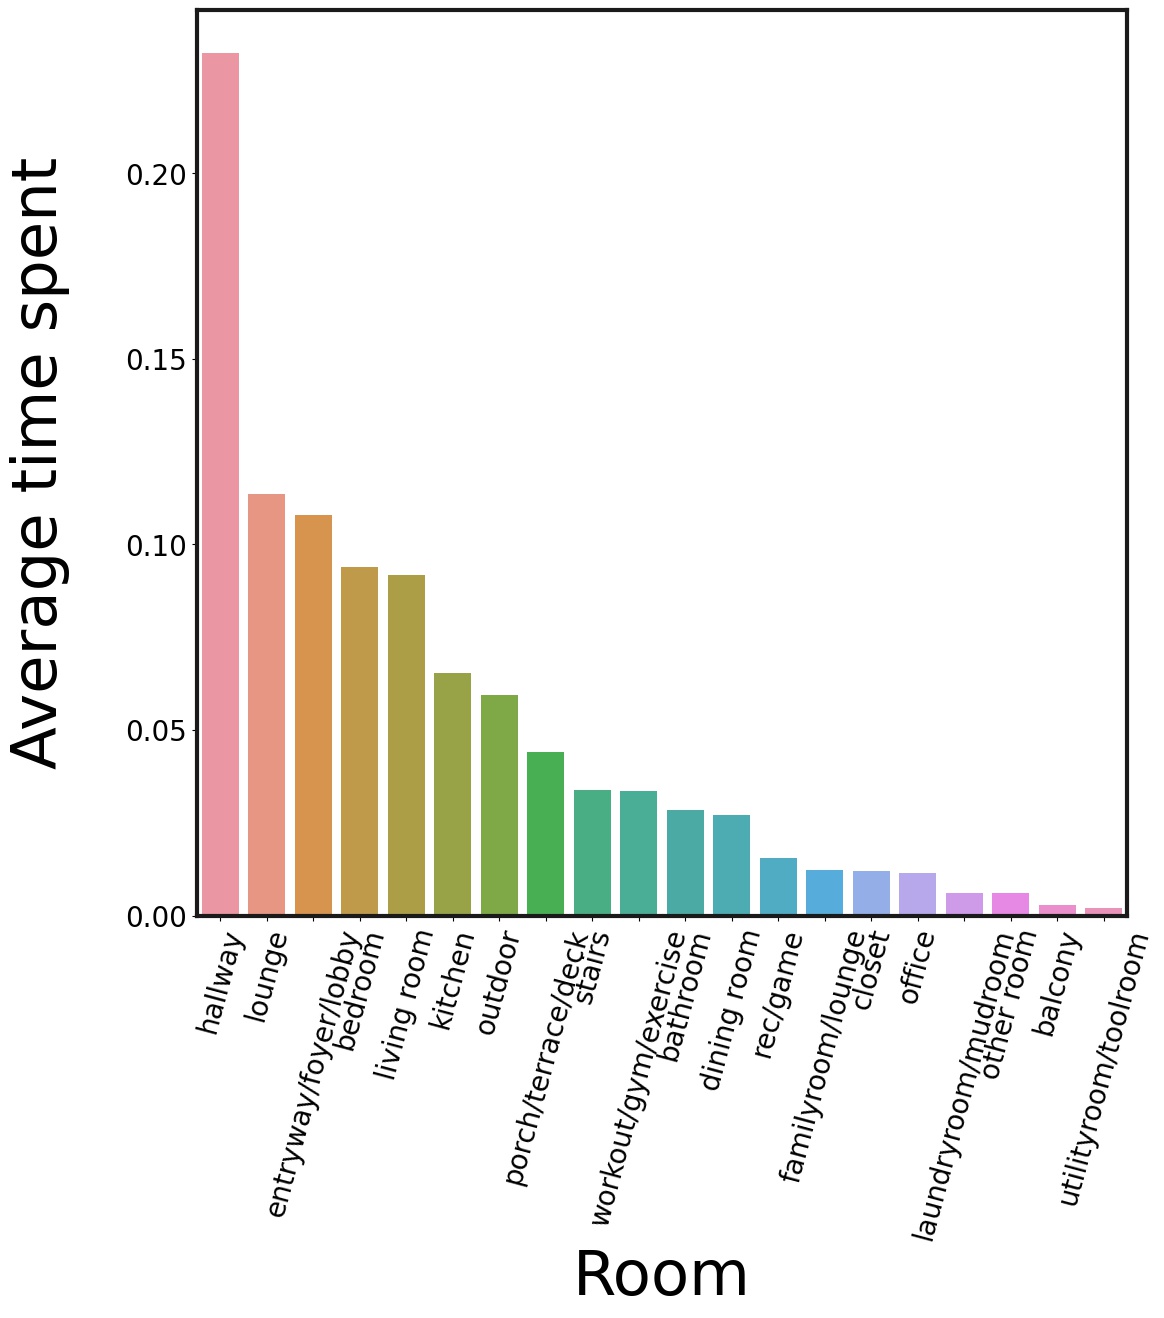 Average time spent
0.20
0.15
0.10
0.05
0.00
hallway
lounge
entryway/foyer/lobby
bedroom
living room
kitchen
outdoor
porch/terrace/deck
stairs
workout/gym/exercise
bathroom
dining room
rec/game
familyroom/lounge
closet
office
laundryroom/mudroom
other room
balcony
utilityroom/toolroom
Room